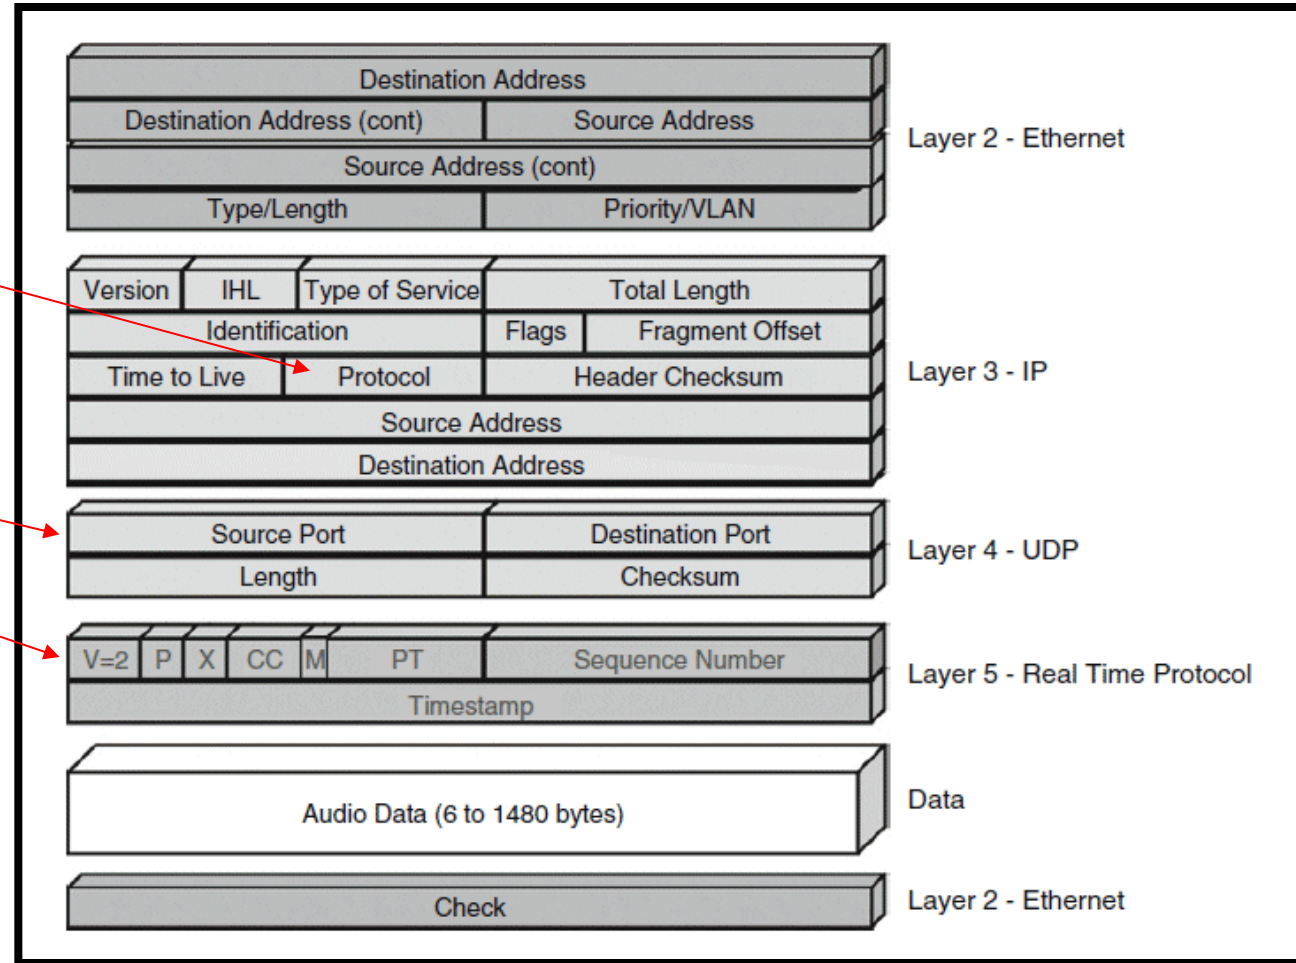 Destination Address
Destination Address (cont) Source Address
Layer 2 - Ethernet
Source Address (cont)
Type/Length Priority/VLAN
Version IHL Type of Service Total Length
Identification Flags Fragment Offset
Layer 3 - IP
Time to Live Protocol Header Checksum
Source Address
Destination Address
Source Port Destination Port
Layer 4 - UDP
Length Checksum
V=2 P X CC M PT Sequence Number
Layer 5 - Real Time Protocol
Timestamp
Data
Audio Data (6 to 1480 bytes)
Check
Layer 2 - Ethernet